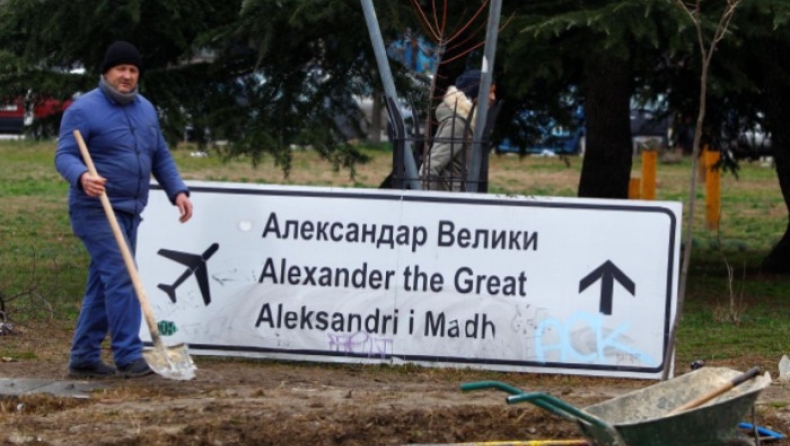 Александар Велики
Alexander the Great
Aleksandri i Madh